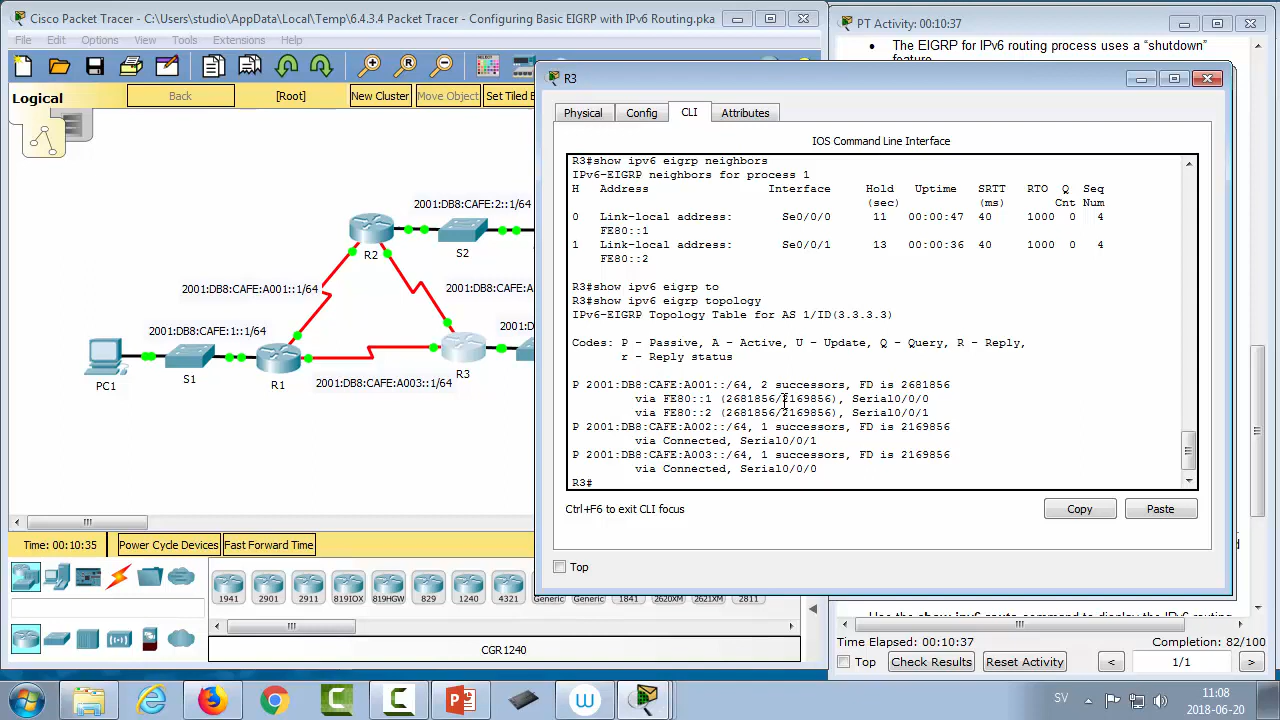 Cisco Packet Tracer - C:\Users\studio\AppData\Local\Temp\6.4.3.4 Packet Tracer - Configuring Basic EIGRP with IPv6 Routing.pka
File Edit Options View Tools Extensions Help
Logical
Back
[Root]
New Cluster
Move Object
Set Tiled B
2001:DB8:CAFE:2::1/64
R2
S2
2001:DB8:CAFE:A001::1/64
2001:DB8:CAFE:A
2001:DB8:CAFE:1::1/64
2001:D
PC1
S1
R1
R3
2001:DB8:CAFE:A003::1/64
Time: 00:10:35
Power Cycle Devices
Fast Forward Time
1941 2901 2911 819IOX 819HGW 829 1240 4321 Generic Generic 1841 2620XM 2621XM 2811
CGR1240
PT Activity: 00:10:37
• The EIGRP for IPv6 routing process uses a “shutdown”
feature
R3
Physical Config CLI Attributes
IOS Command Line Interface
R3#show ipv6 eigrp neighbors
IPv6-EIGRP neighbors for process 1
H Address Interface Hold Uptime SRTT RTO Q Seq
(sec) (ms) Cnt Num
0 Link-local address: Se0/0/0 11 00:00:47 40 1000 0 4
FE80::1
1 Link-local address: Se0/0/1 13 00:00:36 40 1000 0 4
FE80::2
R3#show ipv6 eigrp to
R3#show ipv6 eigrp topology
IPv6-EIGRP Topology Table for AS 1/ID(3.3.3.3)
Codes: P - Passive, A - Active, U - Update, Q - Query, R - Reply,
r - Reply status
P 2001:DB8:CAFE:A001::/64, 2 successors, FD is 2681856
via FE80::1 (2681856/2169856), Serial0/0/0
via FE80::2 (2681856/2169856), Serial0/0/1
P 2001:DB8:CAFE:A002::/64, 1 successors, FD is 2169856
via Connected, Serial0/0/1
P 2001:DB8:CAFE:A003::/64, 1 successors, FD is 2169856
via Connected, Serial0/0/0
R3#
Ctrl+F6 to exit CLI focus
Copy
Paste
Top
Time Elapsed: 00:10:37
Completion: 82/100
Top
Check Results
Reset Activity
<
1/1
>
SV
11:08
2018-06-20